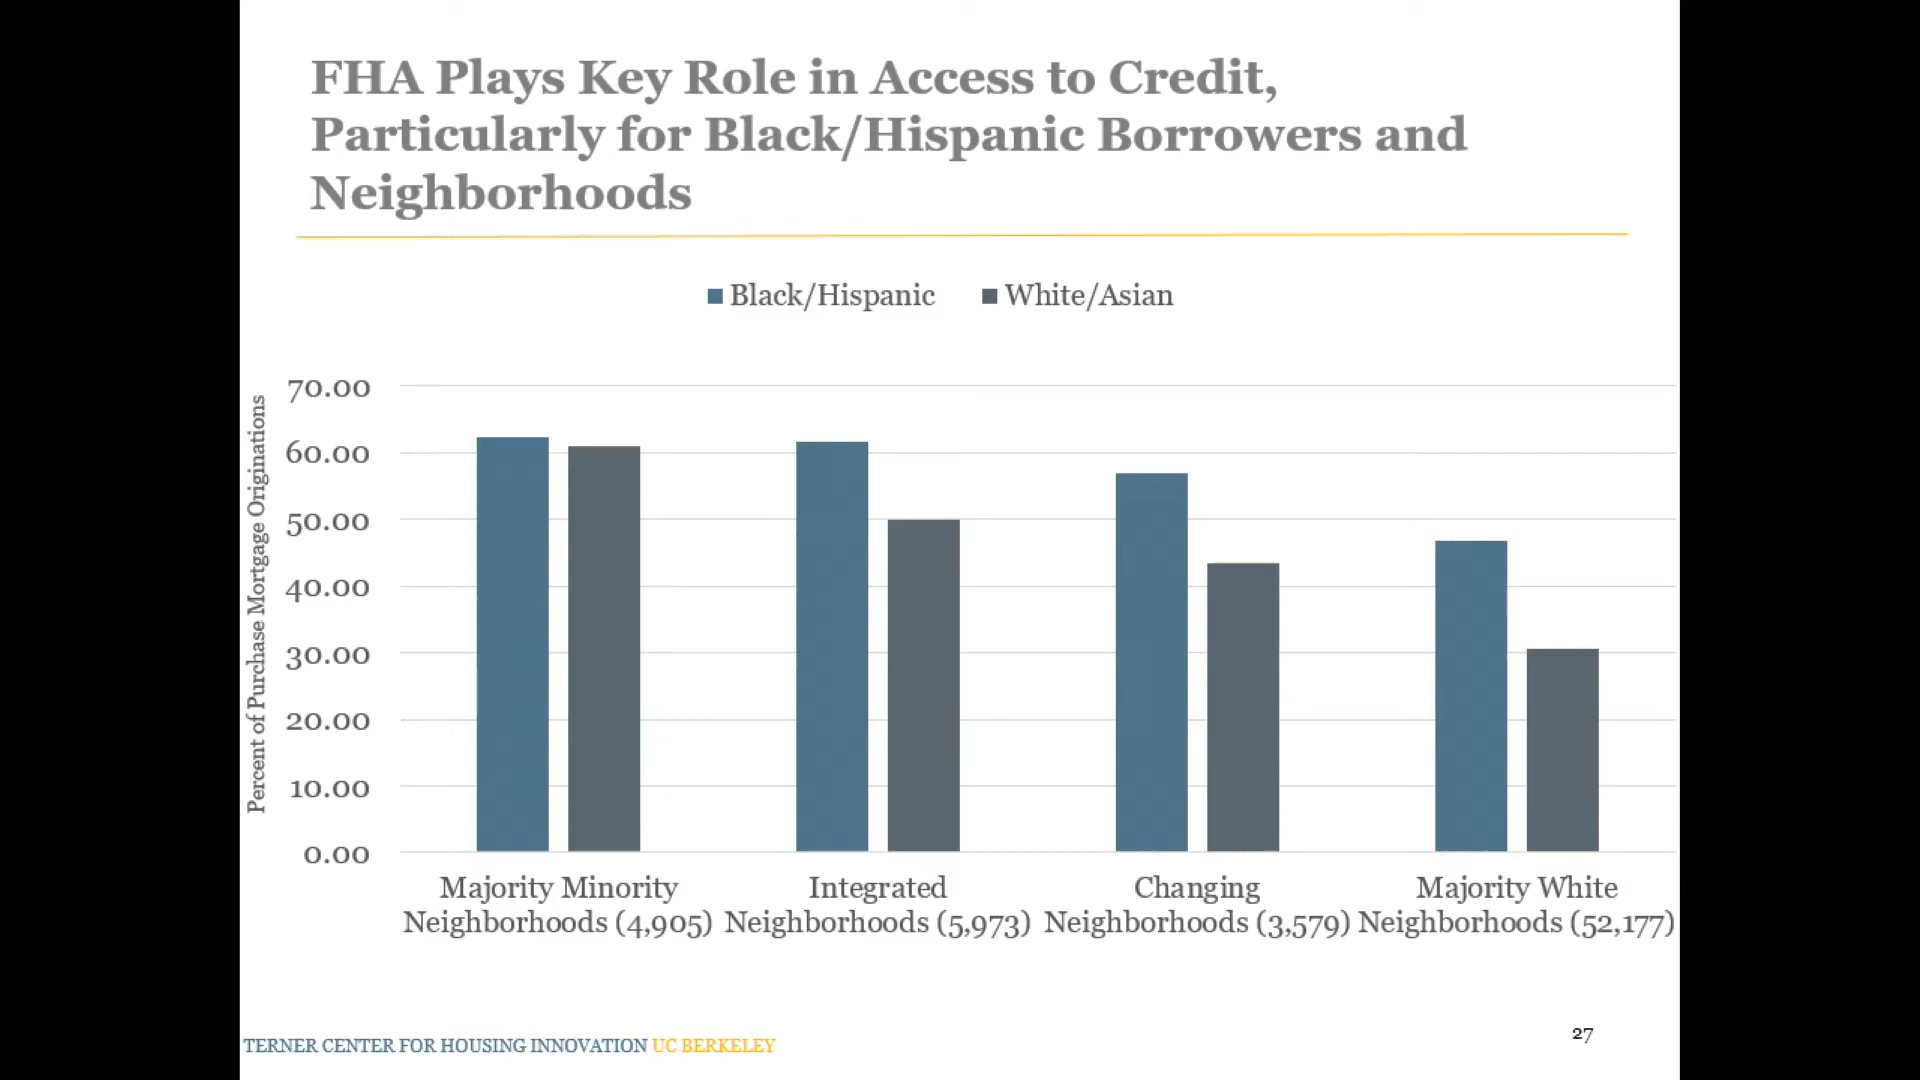 FHA Plays Key Role in Access to Credit,
Particularly for Black/Hispanic Borrowers and
Neighborhoods
Black/Hispanic White/Asian
Percent of Purchase Mortgage Originations
70.00
60.00
50.00
40.00
30.00
20.00
10.00
0.00
Majority Minority
Neighborhoods (4,905)
Integrated
Neighborhoods (5,973)
Changing
Neighborhoods (3,579)
Majority White
Neighborhoods (52,177)
27
TERNER CENTER FOR HOUSING INNOVATION UC BERKELEY